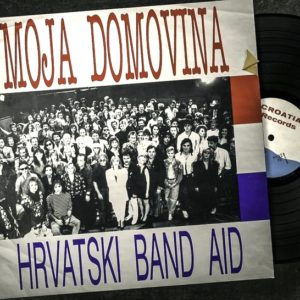 MOJA DOMOVINA
CROATIA
Records
HRVATSKI BAND AID